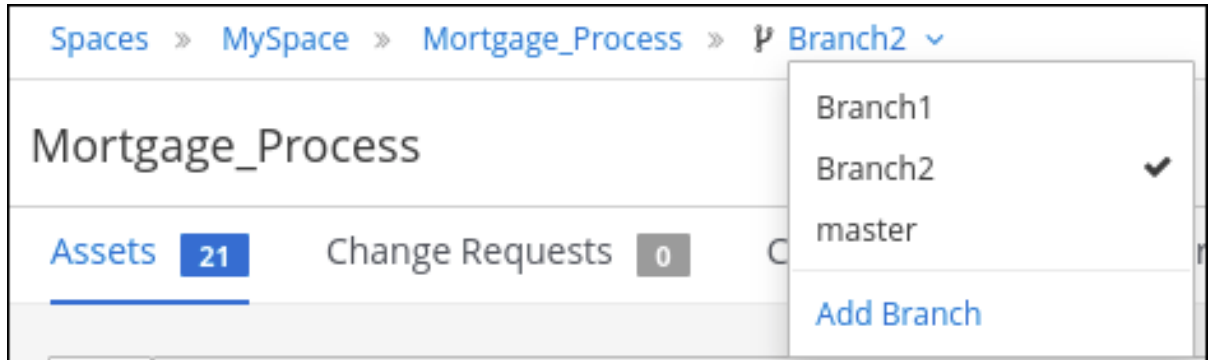 Spaces » MySpace » Mortgage_Process » Branch2
Branch1
Mortgage_Process
Branch2
master
Assets 21 Change Requests 0
Add Branch